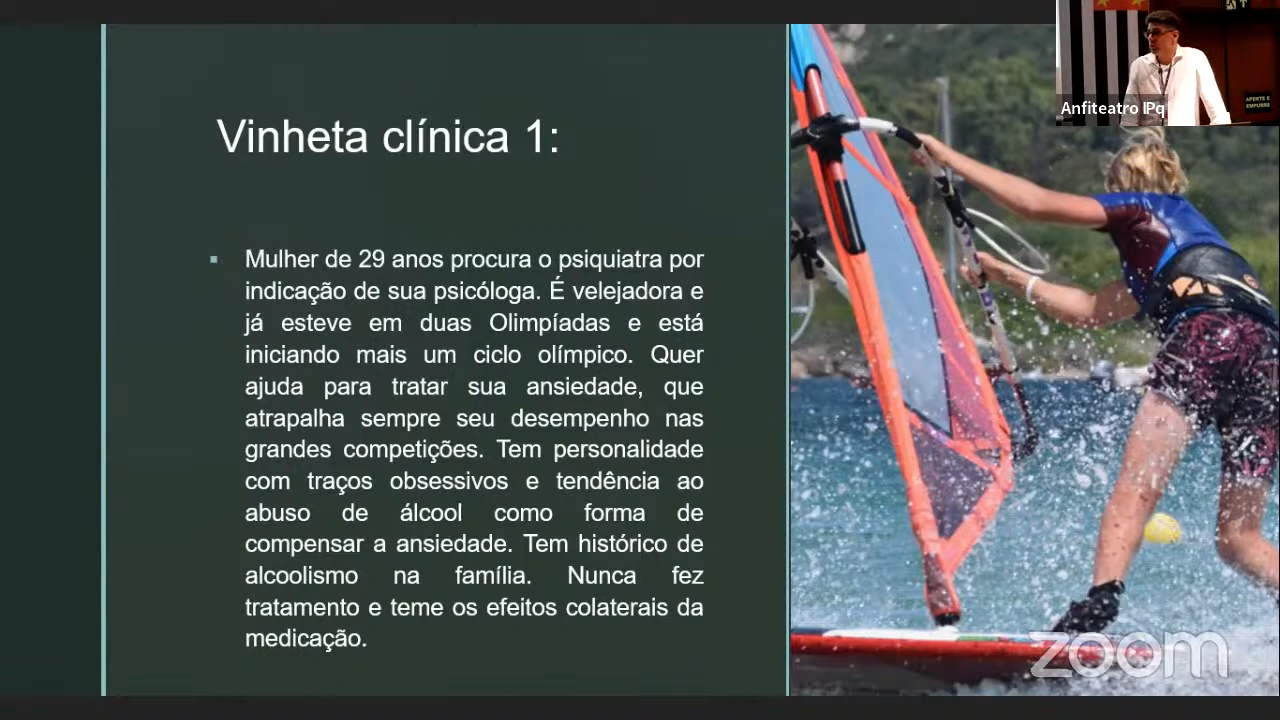 Vinheta clínica 1:
Mulher de 29 anos procura o psiquiatra por
indicação de sua psicóloga. É velejadora e
já esteve em duas Olimpíadas e está
iniciando mais um ciclo olímpico. Quer
ajuda para tratar sua ansiedade, que
atrapalha sempre seu desempenho nas
grandes competições. Tem personalidade
com traços obsessivos e tendência ao
abuso de álcool como forma de
compensar a ansiedade. Tem histórico de
alcoolismo na família. Nunca fez
tratamento e teme os efeitos colaterais da
medicação.
Anfiteatro IPq
APERTE E
EMPURRE
zoom